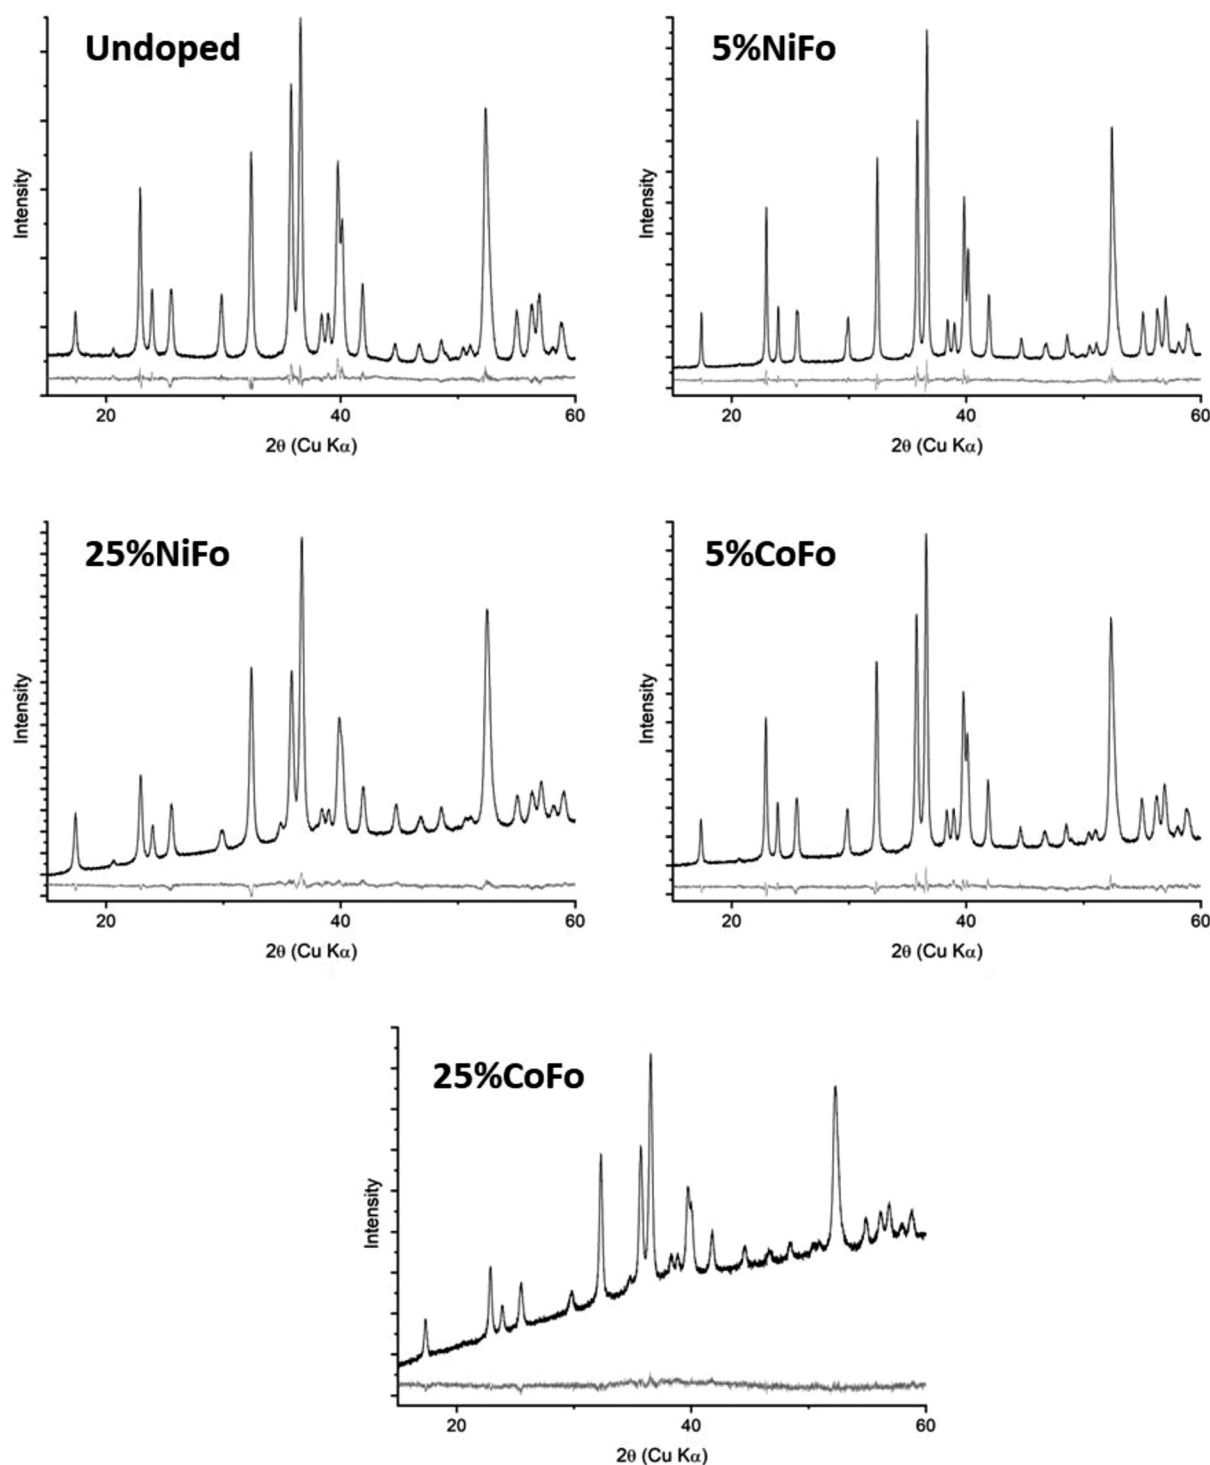 Undoped
Intensity
20
40
60
2θ (Cu Kα)
5%NiFo
Intensity
20
40
60
2θ (Cu Kα)
25%NiFo
Intensity
20
40
60
2θ (Cu Kα)
5%CoFo
Intensity
20
40
60
2θ (Cu Kα)
25%CoFo
Intensity
20
40
60
2θ (Cu Kα)